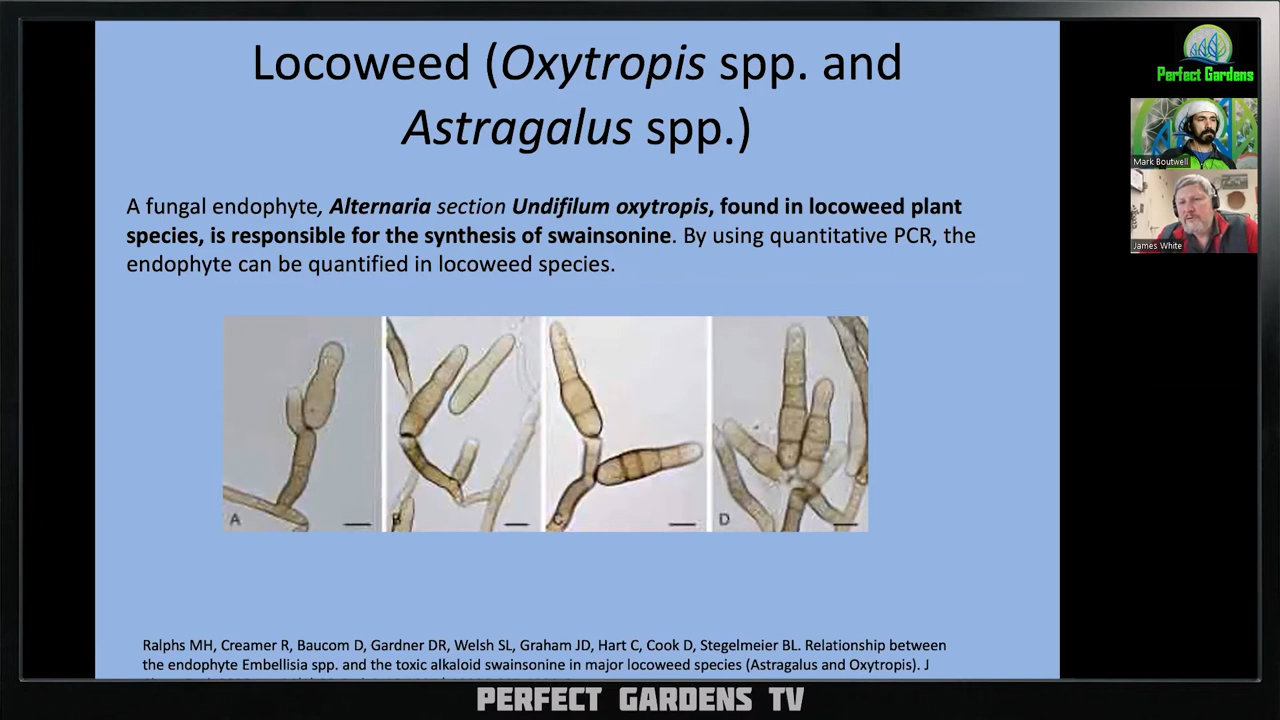 Locoweed (Oxytropis spp. and
Astragalus spp.)
A fungal endophyte, Alternaria section Undifilum oxytropis, found in locoweed plant
species, is responsible for the synthesis of swainsonine. By using quantitative PCR, the
endophyte can be quantified in locoweed species.
A
B
C
D
Ralphs MH, Creamer R, Baucom D, Gardner DR, Welsh SL, Graham JD, Hart C, Cook D, Stegelmeier BL. Relationship between
the endophyte Embellisia spp. and the toxic alkaloid swainsonine in major locoweed species (Astragalus and Oxytropis). J
Perfect Gardens
Mark Boutwell
James White
PERFECT GARDENS TV